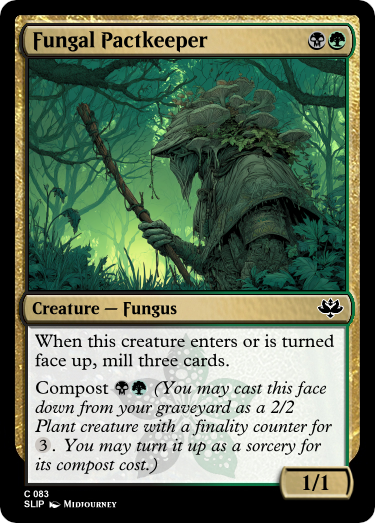 Fungal Pactkeeper
Creature — Fungus
When this creature enters or is turned
face up, mill three cards.
Compost (You may cast this face
down from your graveyard as a 2/2
Plant creature with a finality counter for
3. You may turn it up as a sorcery for
its compost cost.)
1/1
C 083
SLIP Midjourney